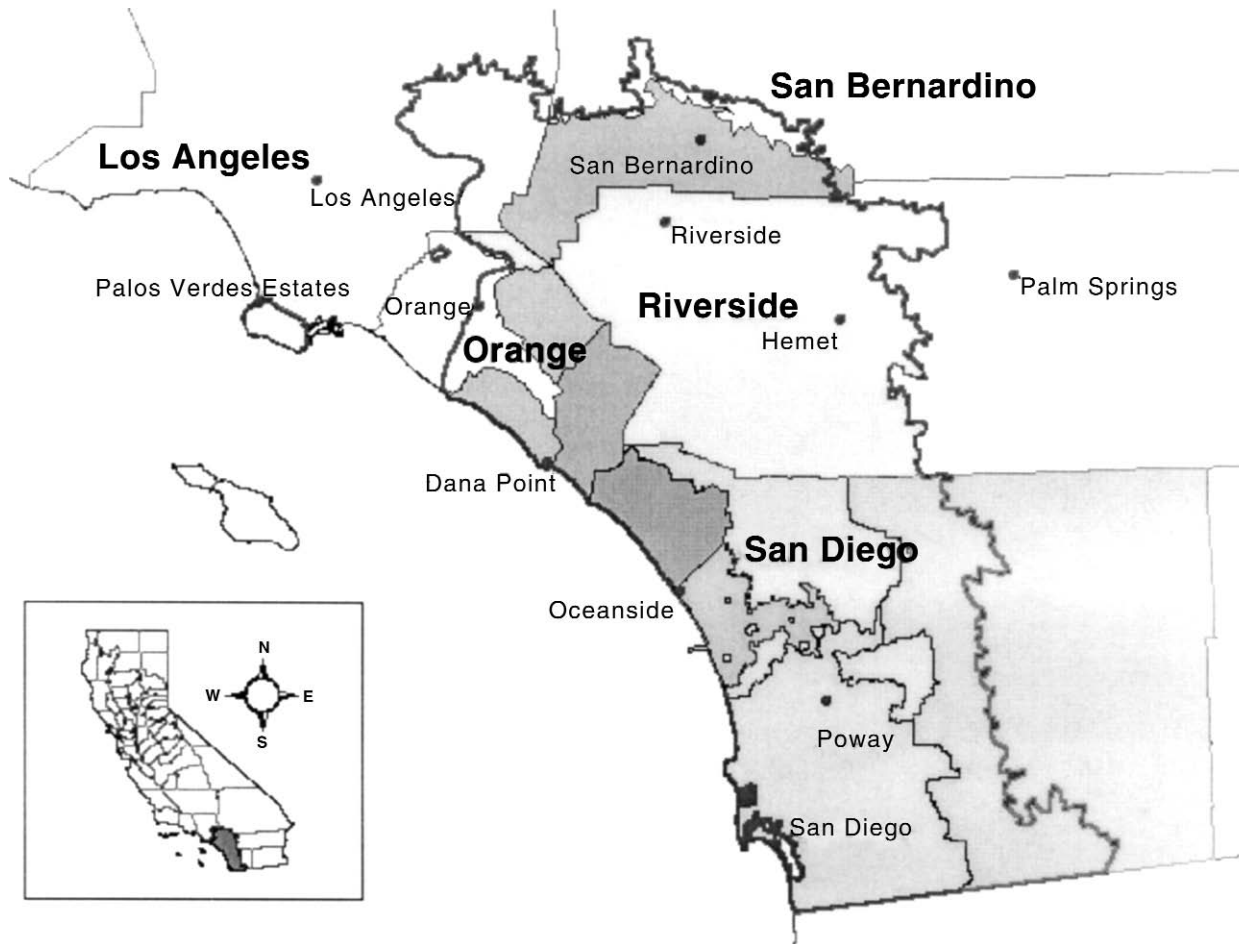 San Bernardino
Los Angeles
San Bernardino
Los Angeles
Riverside
Palos Verdes Estates
Orange
Riverside
Palm Springs
Hemet
Orange
Dana Point
San Diego
Oceanside
N
W
E
S
Poway
San Diego